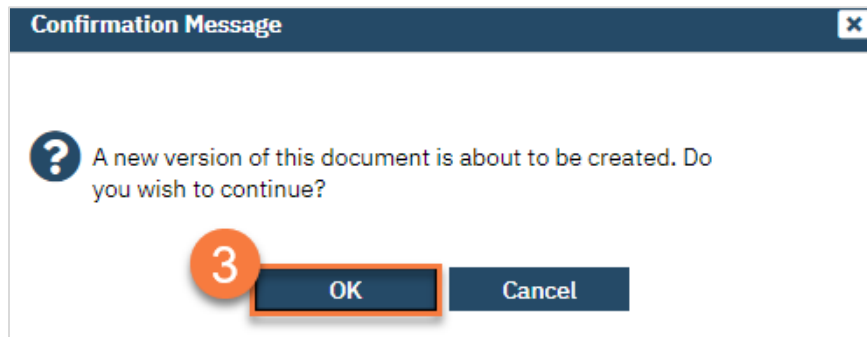 Confirmation Message
A new version of this document is about to be created. Do
you wish to continue?
3
OK Cancel